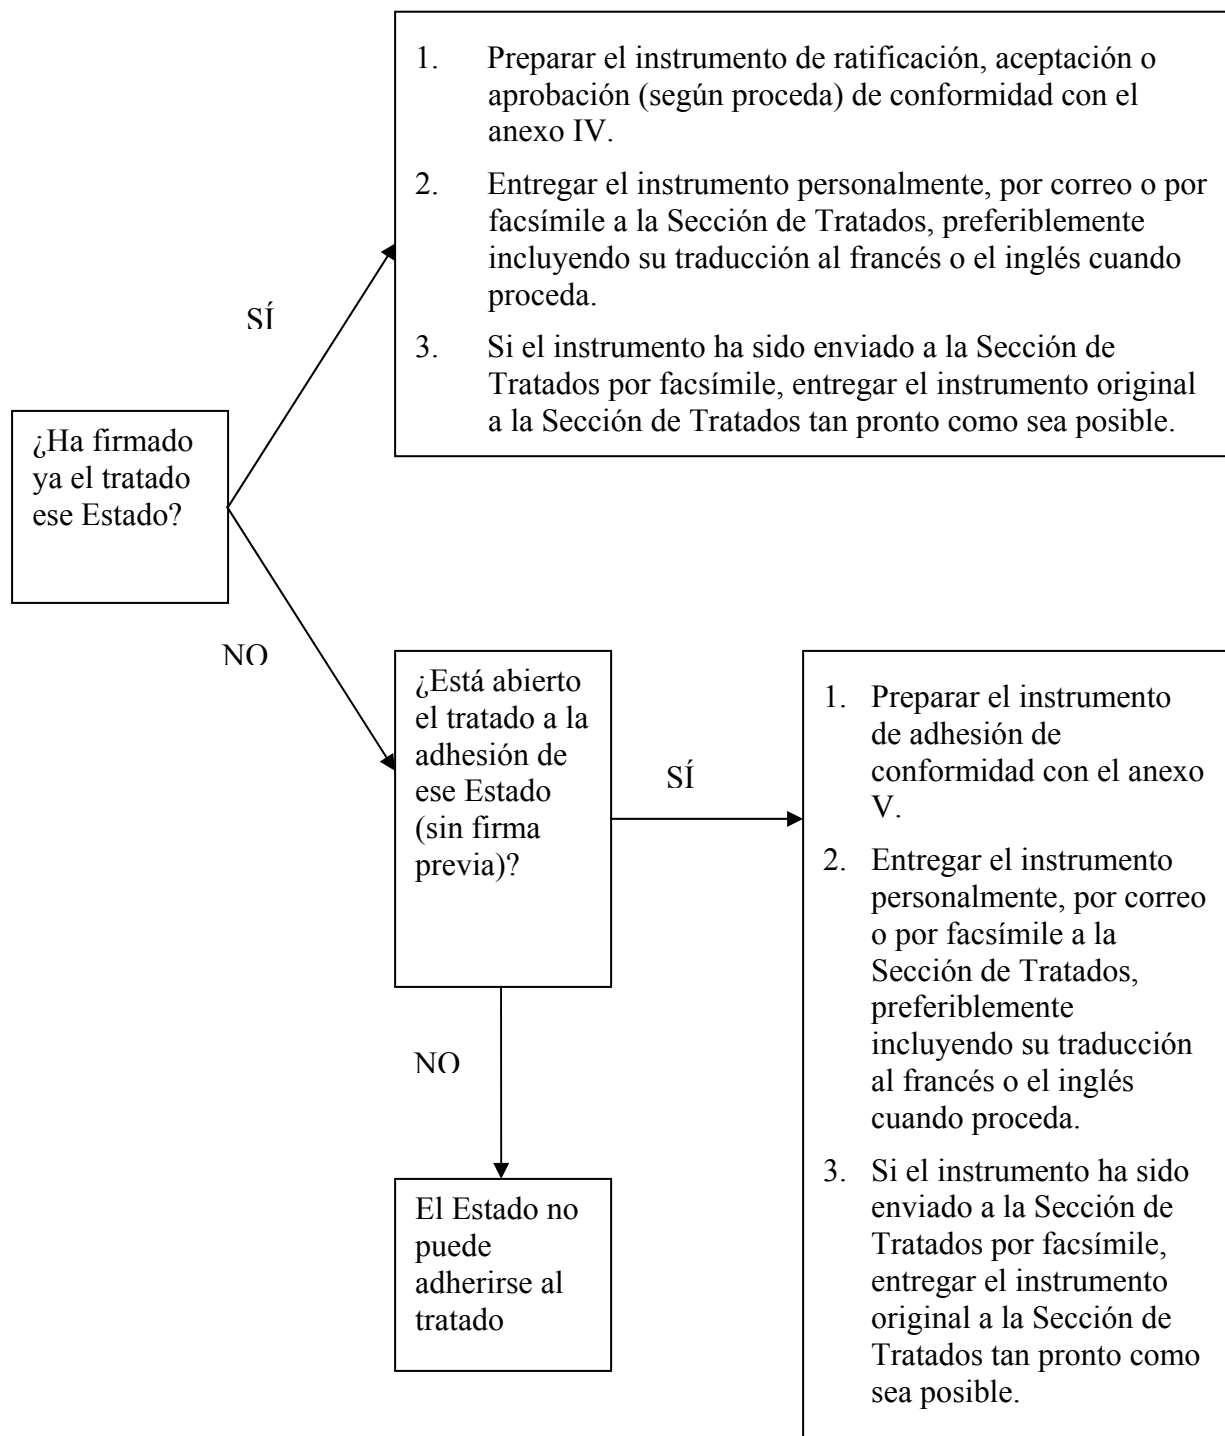 1. Preparar el instrumento de ratificación, aceptación o
aprobación (según proceda) de conformidad con el
anexo IV.
2. Entregar el instrumento personalmente, por correo o por
facsímile a la Sección de Tratados, preferiblemente
incluyendo su traducción al francés o el inglés cuando
proceda.
3. Si el instrumento ha sido enviado a la Sección de
Tratados por facsímile, entregar el instrumento original
a la Sección de Tratados tan pronto como sea posible.
SÍ
¿Ha firmado
ya el tratado
ese Estado?
NO
¿Está abierto
el tratado a la
adhesión de
ese Estado
(sin firma
previa)?
SÍ
1. Preparar el instrumento
de adhesión de
conformidad con el anexo
V.
2. Entregar el instrumento
personalmente, por correo
o por facsímile a la
Sección de Tratados,
preferiblemente
incluyendo su traducción
al francés o el inglés
cuando proceda.
3. Si el instrumento ha sido
enviado a la Sección de
Tratados por facsímile,
entregar el instrumento
original a la Sección de
Tratados tan pronto como
sea posible.
NO
El Estado no
puede
adherirse al
tratado